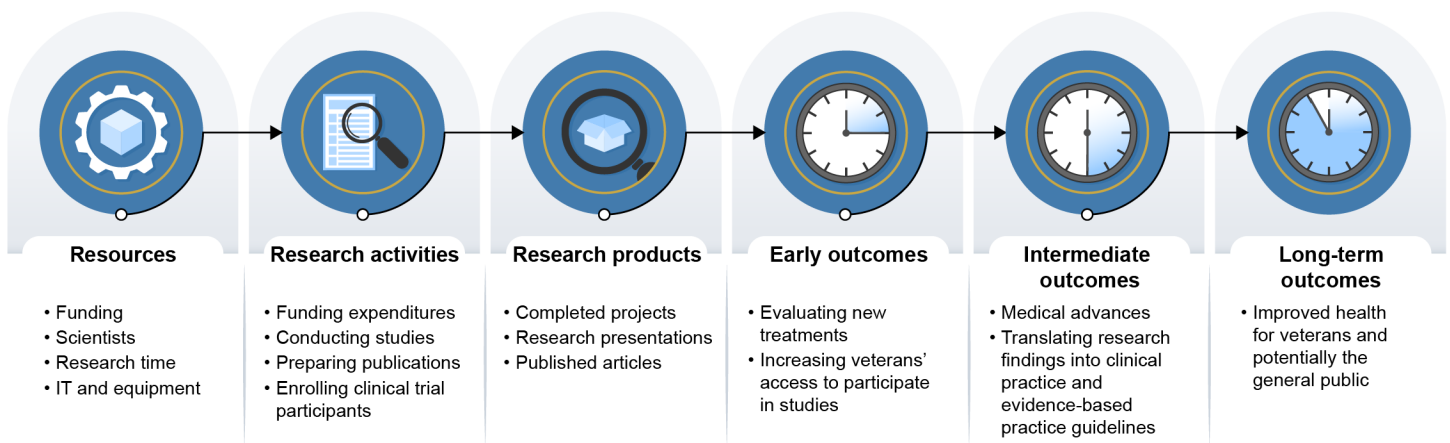 Resources
• Funding
• Scientists
• Research time
• IT and equipment
Research activities
• Funding expenditures
• Conducting studies
• Preparing publications
• Enrolling clinical trial
participants
Research products
• Completed projects
• Research presentations
• Published articles
Early outcomes
• Evaluating new
treatments
• Increasing veterans’
access to participate
in studies
Intermediate
outcomes
• Medical advances
• Translating research
findings into clinical
practice and
evidence-based
practice guidelines
Long-term
outcomes
• Improved health
for veterans and
potentially the
general public